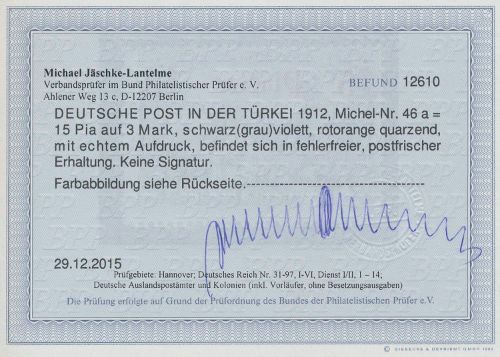 Michael Jäschke-Lantelme
Verbandsprüfer im Bund Philatelistischer Prüfer e. V.
Ahlener Weg 13 c, D-12207 Berlin
BEFUND 12610
DEUTSCHE POST IN DER TÜRKEI 1912, Michel-Nr. 46 a =
15 Pia auf 3 Mark, schwarz(grau)violett, rotorange quarzend,
mit echtem Aufdruck, befindet sich in fehlerfreier, postfrischer
Erhaltung. Keine Signatur.
Farbabbildung siehe Rückseite.
29.12.2015
Prüfgebiete: Hannover; Deutsches Reich Nr. 31-97, I-VI, Dienst I/II, 1 – 14;
Deutsche Auslandspostämter und Kolonien (inkl. Vorläufer, ohne Besetzungsausgaben)
Die Prüfung erfolgte auf Grund der Prüfordnung des Bundes der Philatelistischen Prüfer e.V.